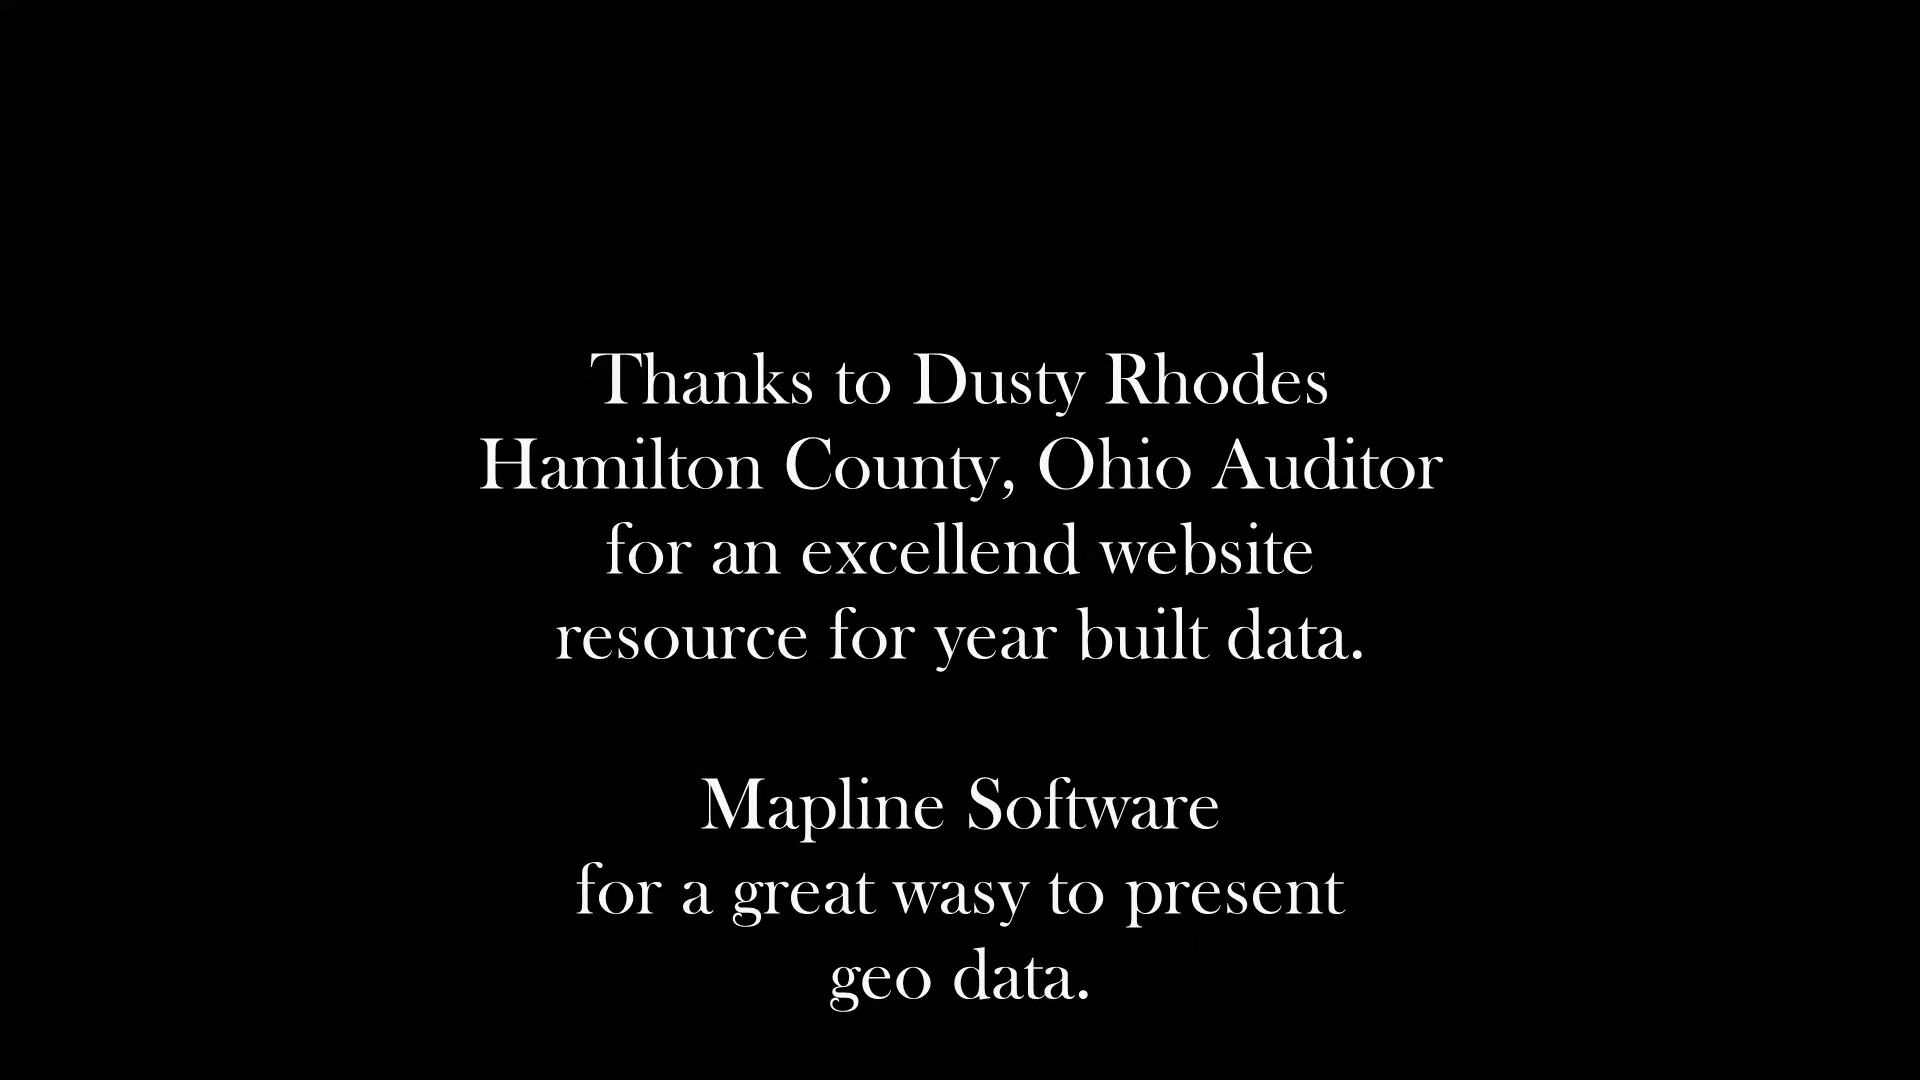 Thanks to Dusty Rhodes
Hamilton County, Ohio Auditor
for an excellend website
resource for year built data.
Mapline Software
for a great wasy to present
geo data.